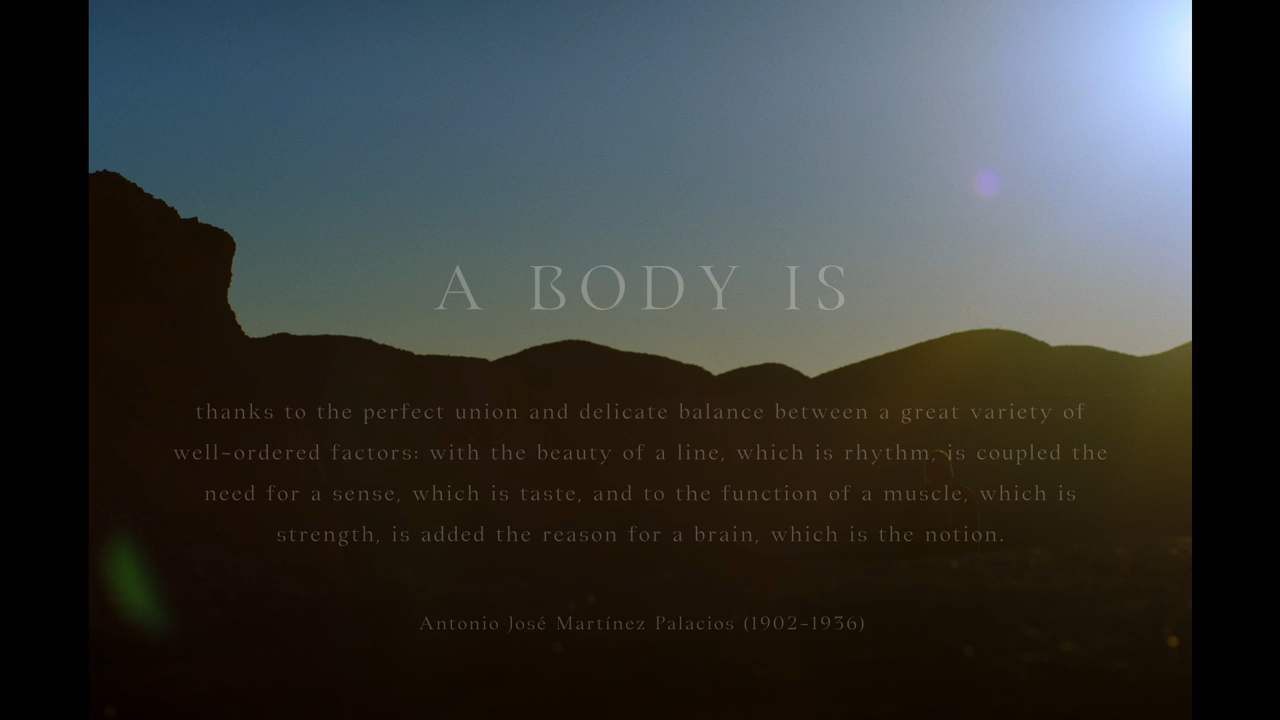 A BODY IS
thanks to the perfect union and delicate balance between a great variety of
well-ordered factors: with the beauty of a line, which is rhythm, is coupled the
need for a sense, which is taste, and to the function of a muscle, which is
strength, is added the reason for a brain, which is the notion.
Antonio José Martínez Palacios (1902-1936)